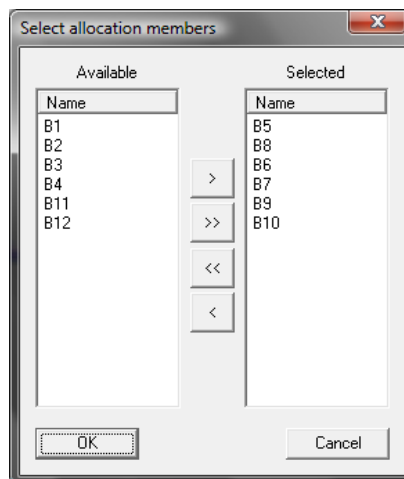 Select allocation members
X
Available
Selected
Name
B1
B2
B3
B4
B11
B12
>
>>
<<
<
Name
B5
B8
B6
B7
B9
B10
OK
Cancel